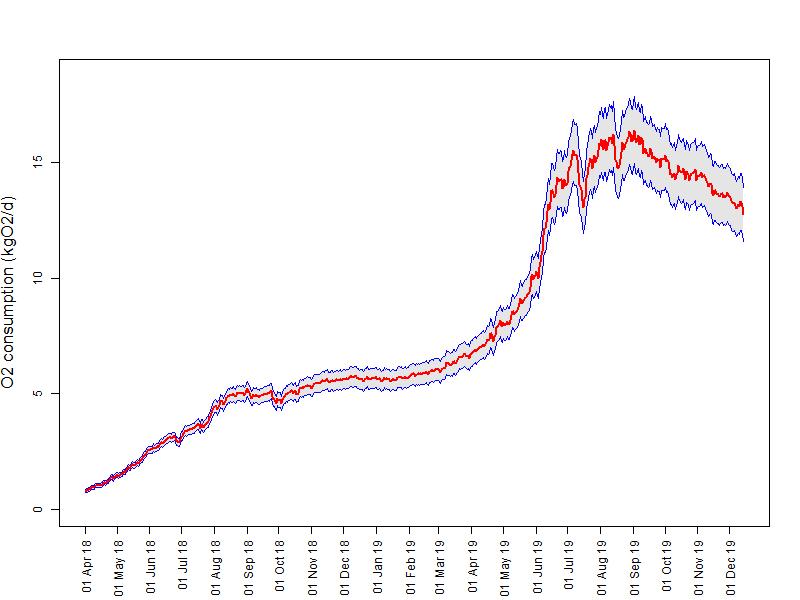 O2 consumption (kgO2/d)
15
10
5
0
01 Apr 18
01 May 18
01 Jun 18
01 Jul 18
01 Aug 18
01 Sep 18
01 Oct 18
01 Nov 18
01 Dec 18
01 Jan 19
01 Feb 19
01 Mar 19
01 Apr 19
01 May 19
01 Jun 19
01 Jul 19
01 Aug 19
01 Sep 19
01 Oct 19
01 Nov 19
01 Dec 19